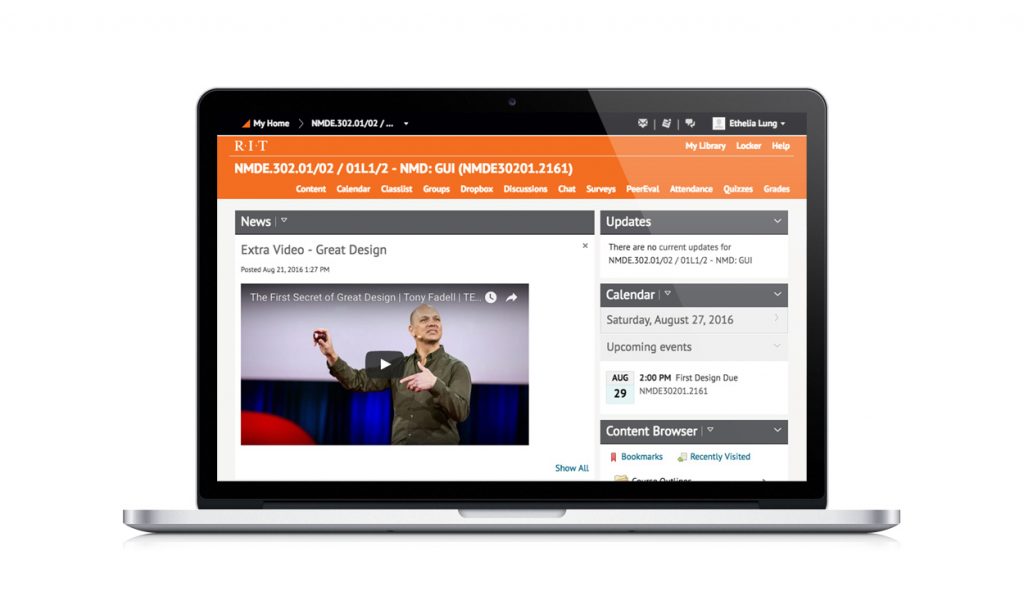 My Home NMDE.302.01/02 / ... Ethelia Lung
R·I·T My Library Locker Help
NMDE.302.01/02 / 01L1/2 - NMD: GUI (NMDE30201.2161)
Content Calendar Classlist Groups Dropbox Discussions Chat Surveys PeerEval Attendance Quizzes Grades
News
Extra Video - Great Design
Posted Aug 21, 2016 1:27 PM
The First Secret of Great Design | Tony Fadell | TE...
Show All
Updates
There are no current updates for
NMDE.302.01/02 / 01L1/2 - NMD: GUI
Calendar
Saturday, August 27, 2016
Upcoming events
AUG
29
2:00 PM First Design Due
NMDE30201.2161
Content Browser
Bookmarks Recently Visited
Course Outlines